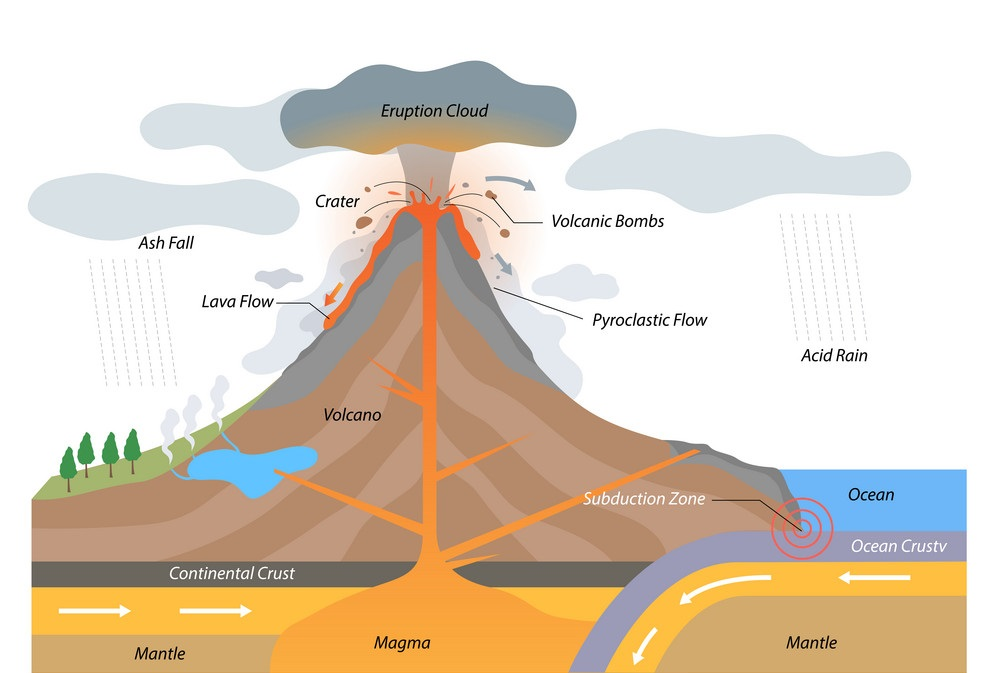 Eruption Cloud
Crater
Volcanic Bombs
Ash Fall
Lava Flow
Pyroclastic Flow
Acid Rain
Volcano
Subduction Zone
Ocean
Ocean Crustv
Continental Crust
Magma
Mantle
Mantle